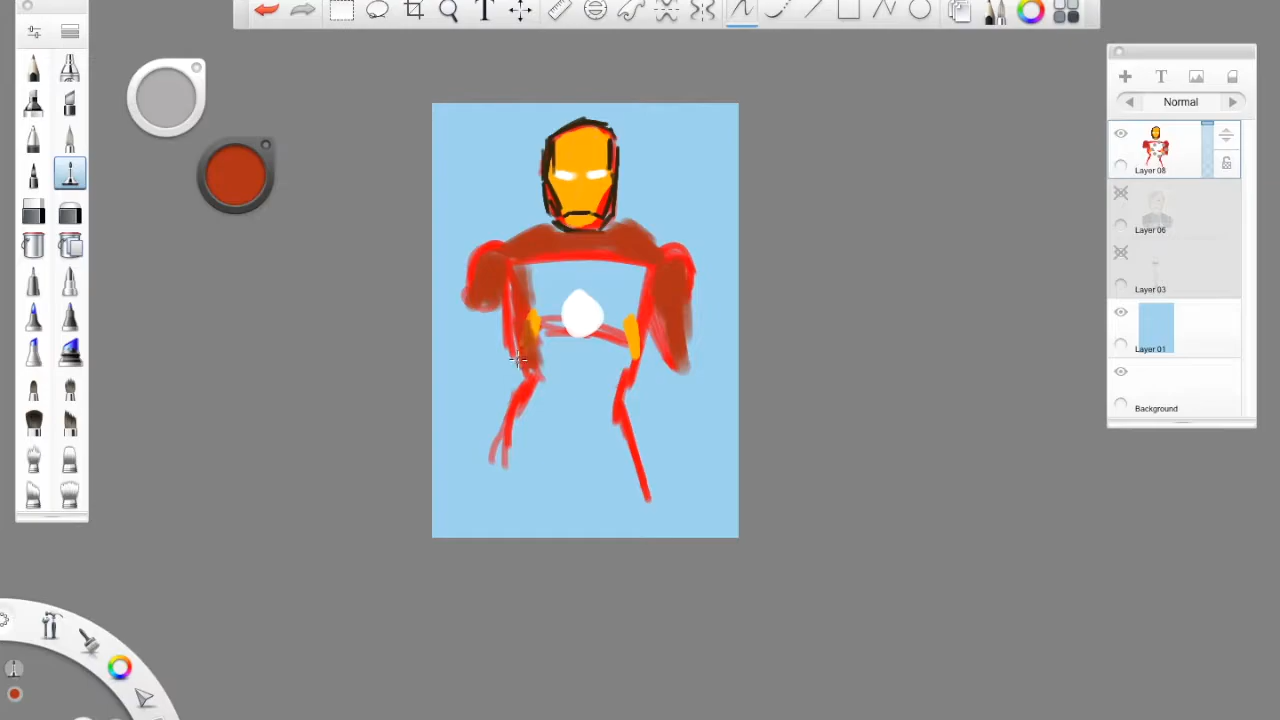 T
T
Normal
Layer 08
Layer 06
Layer 03
Layer 01
Background